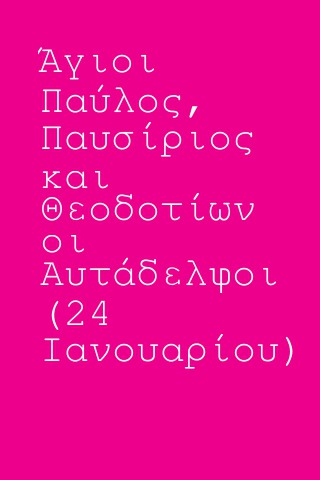 Άγιοι
Παύλος,
Παυσίριος
και
Θεοδοτίων
οι
Αυτάδελφοι
(24
Ιανουαρίου)